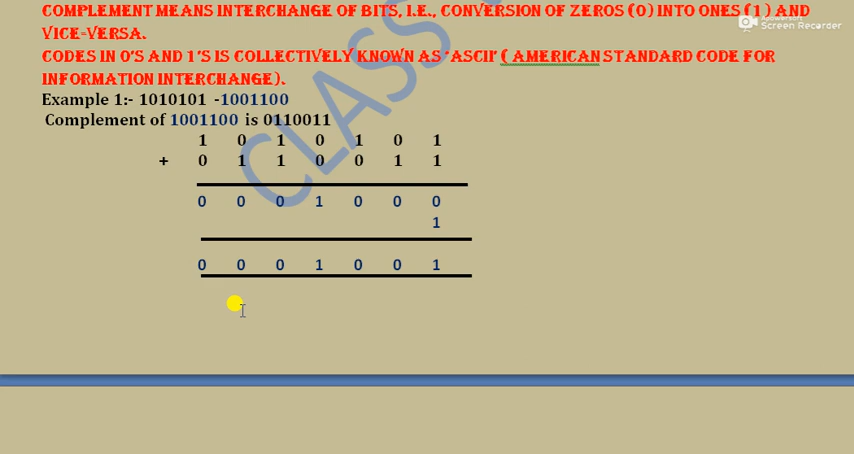 COMPLEMENT MEANS INTERCHANGE OF BITS, I.E., CONVERSION OF ZEROS (0) INTO ONES (1) AND
VICE-VERSA.
CODES IN 0'S AND 1'S IS COLLECTIVELY KNOWN AS 'ASCII' ( AMERICAN STANDARD CODE FOR
INFORMATION INTERCHANGE).
Example 1:- 1010101 -1001100
Complement of 1001100 is 0110011
1 0 1 0 1 0 1
+ 0 1 1 0 0 1 1
0 0 0 1 0 0 0
1
0 0 0 1 0 0 1
CLASS
Screen Recorder